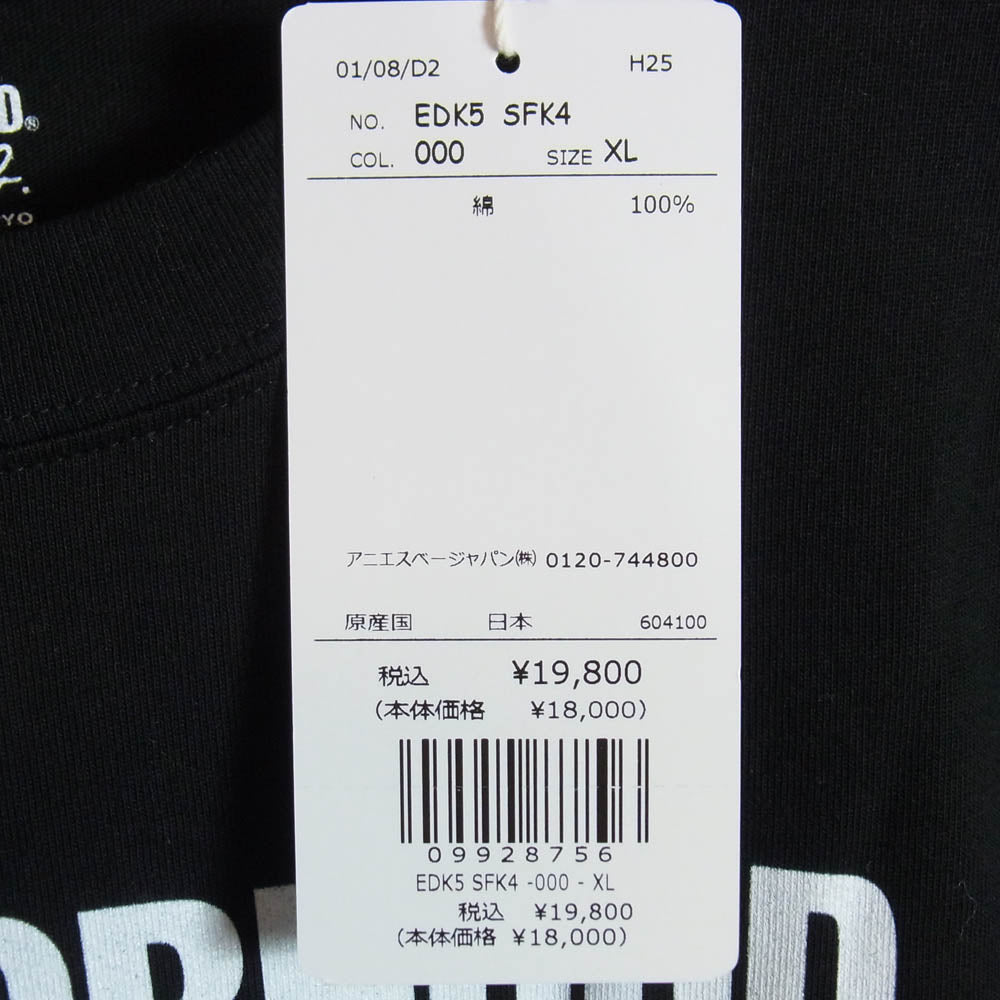 01/08/D2 H25
NO. EDK5 SFK4
COL. 000 SIZE XL
綿 100%
アニエスベージャパン㈱ 0120-744800
原産国 日本 604100
税込 ¥19,800
(本体価格 ¥18,000)
09928756
EDK5 SFK4 -000 - XL
税込 ¥19,800
(本体価格 ¥18,000)
D®
YO